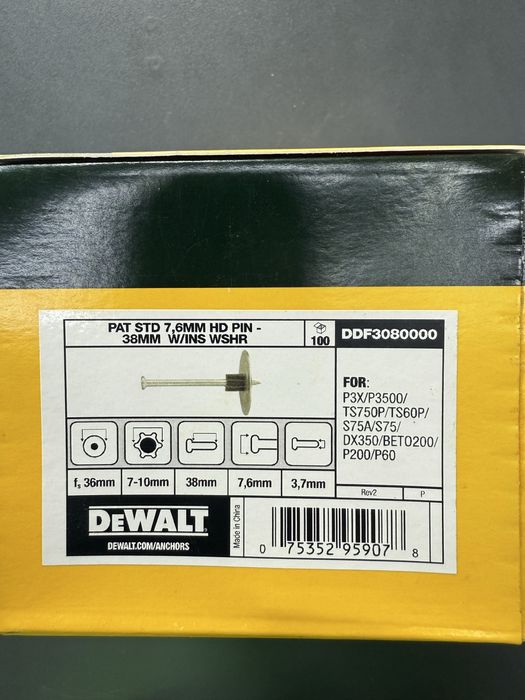 PAT STD 7,6MM HD PIN -
38MM W/INS WSHR
100
DDF3080000
FOR:
P3X/P3500/
TS750P/TS60P/
S75A/S75/
DX350/BETO200/
P200/P60
fs 36mm
7-10mm
38mm
7,6mm
3,7mm
Rev2
P
DEWALT
DEWALT.COM/ANCHORS
Made in China
0 75352 95907 8